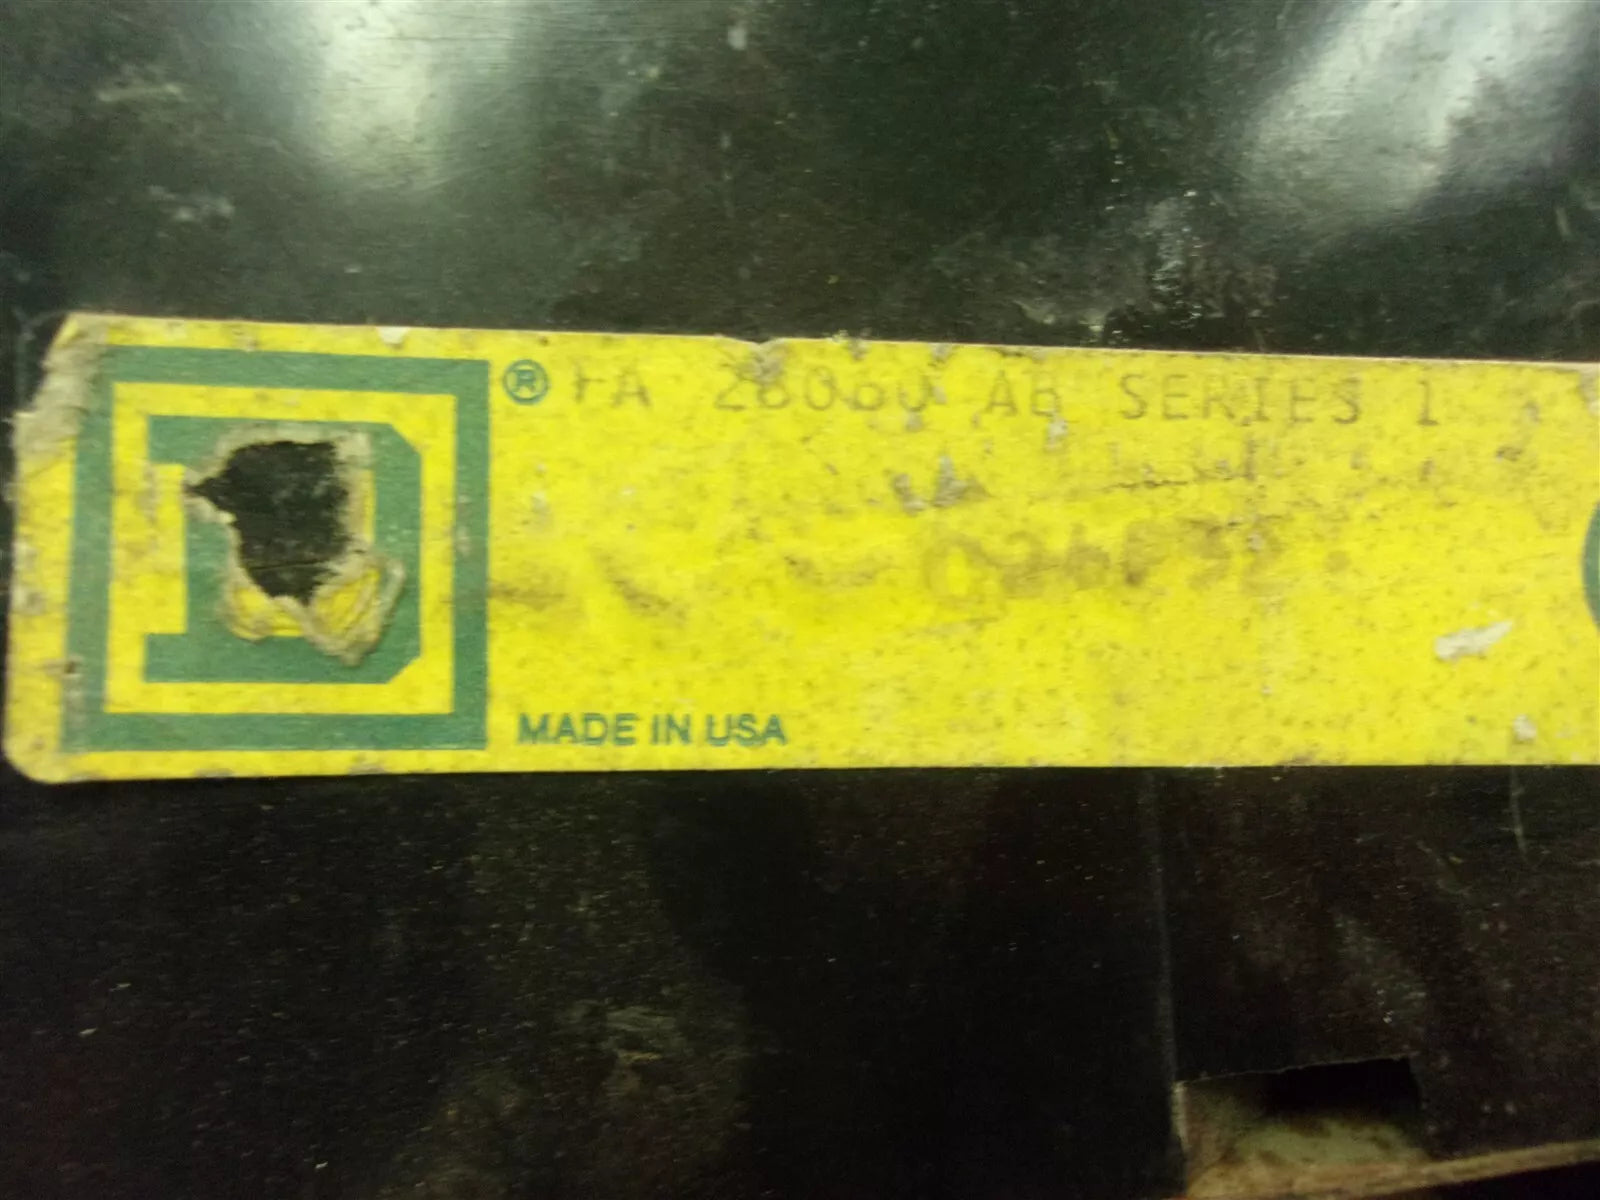 D
® FA 26060 AB SERIES 1
MADE IN USA